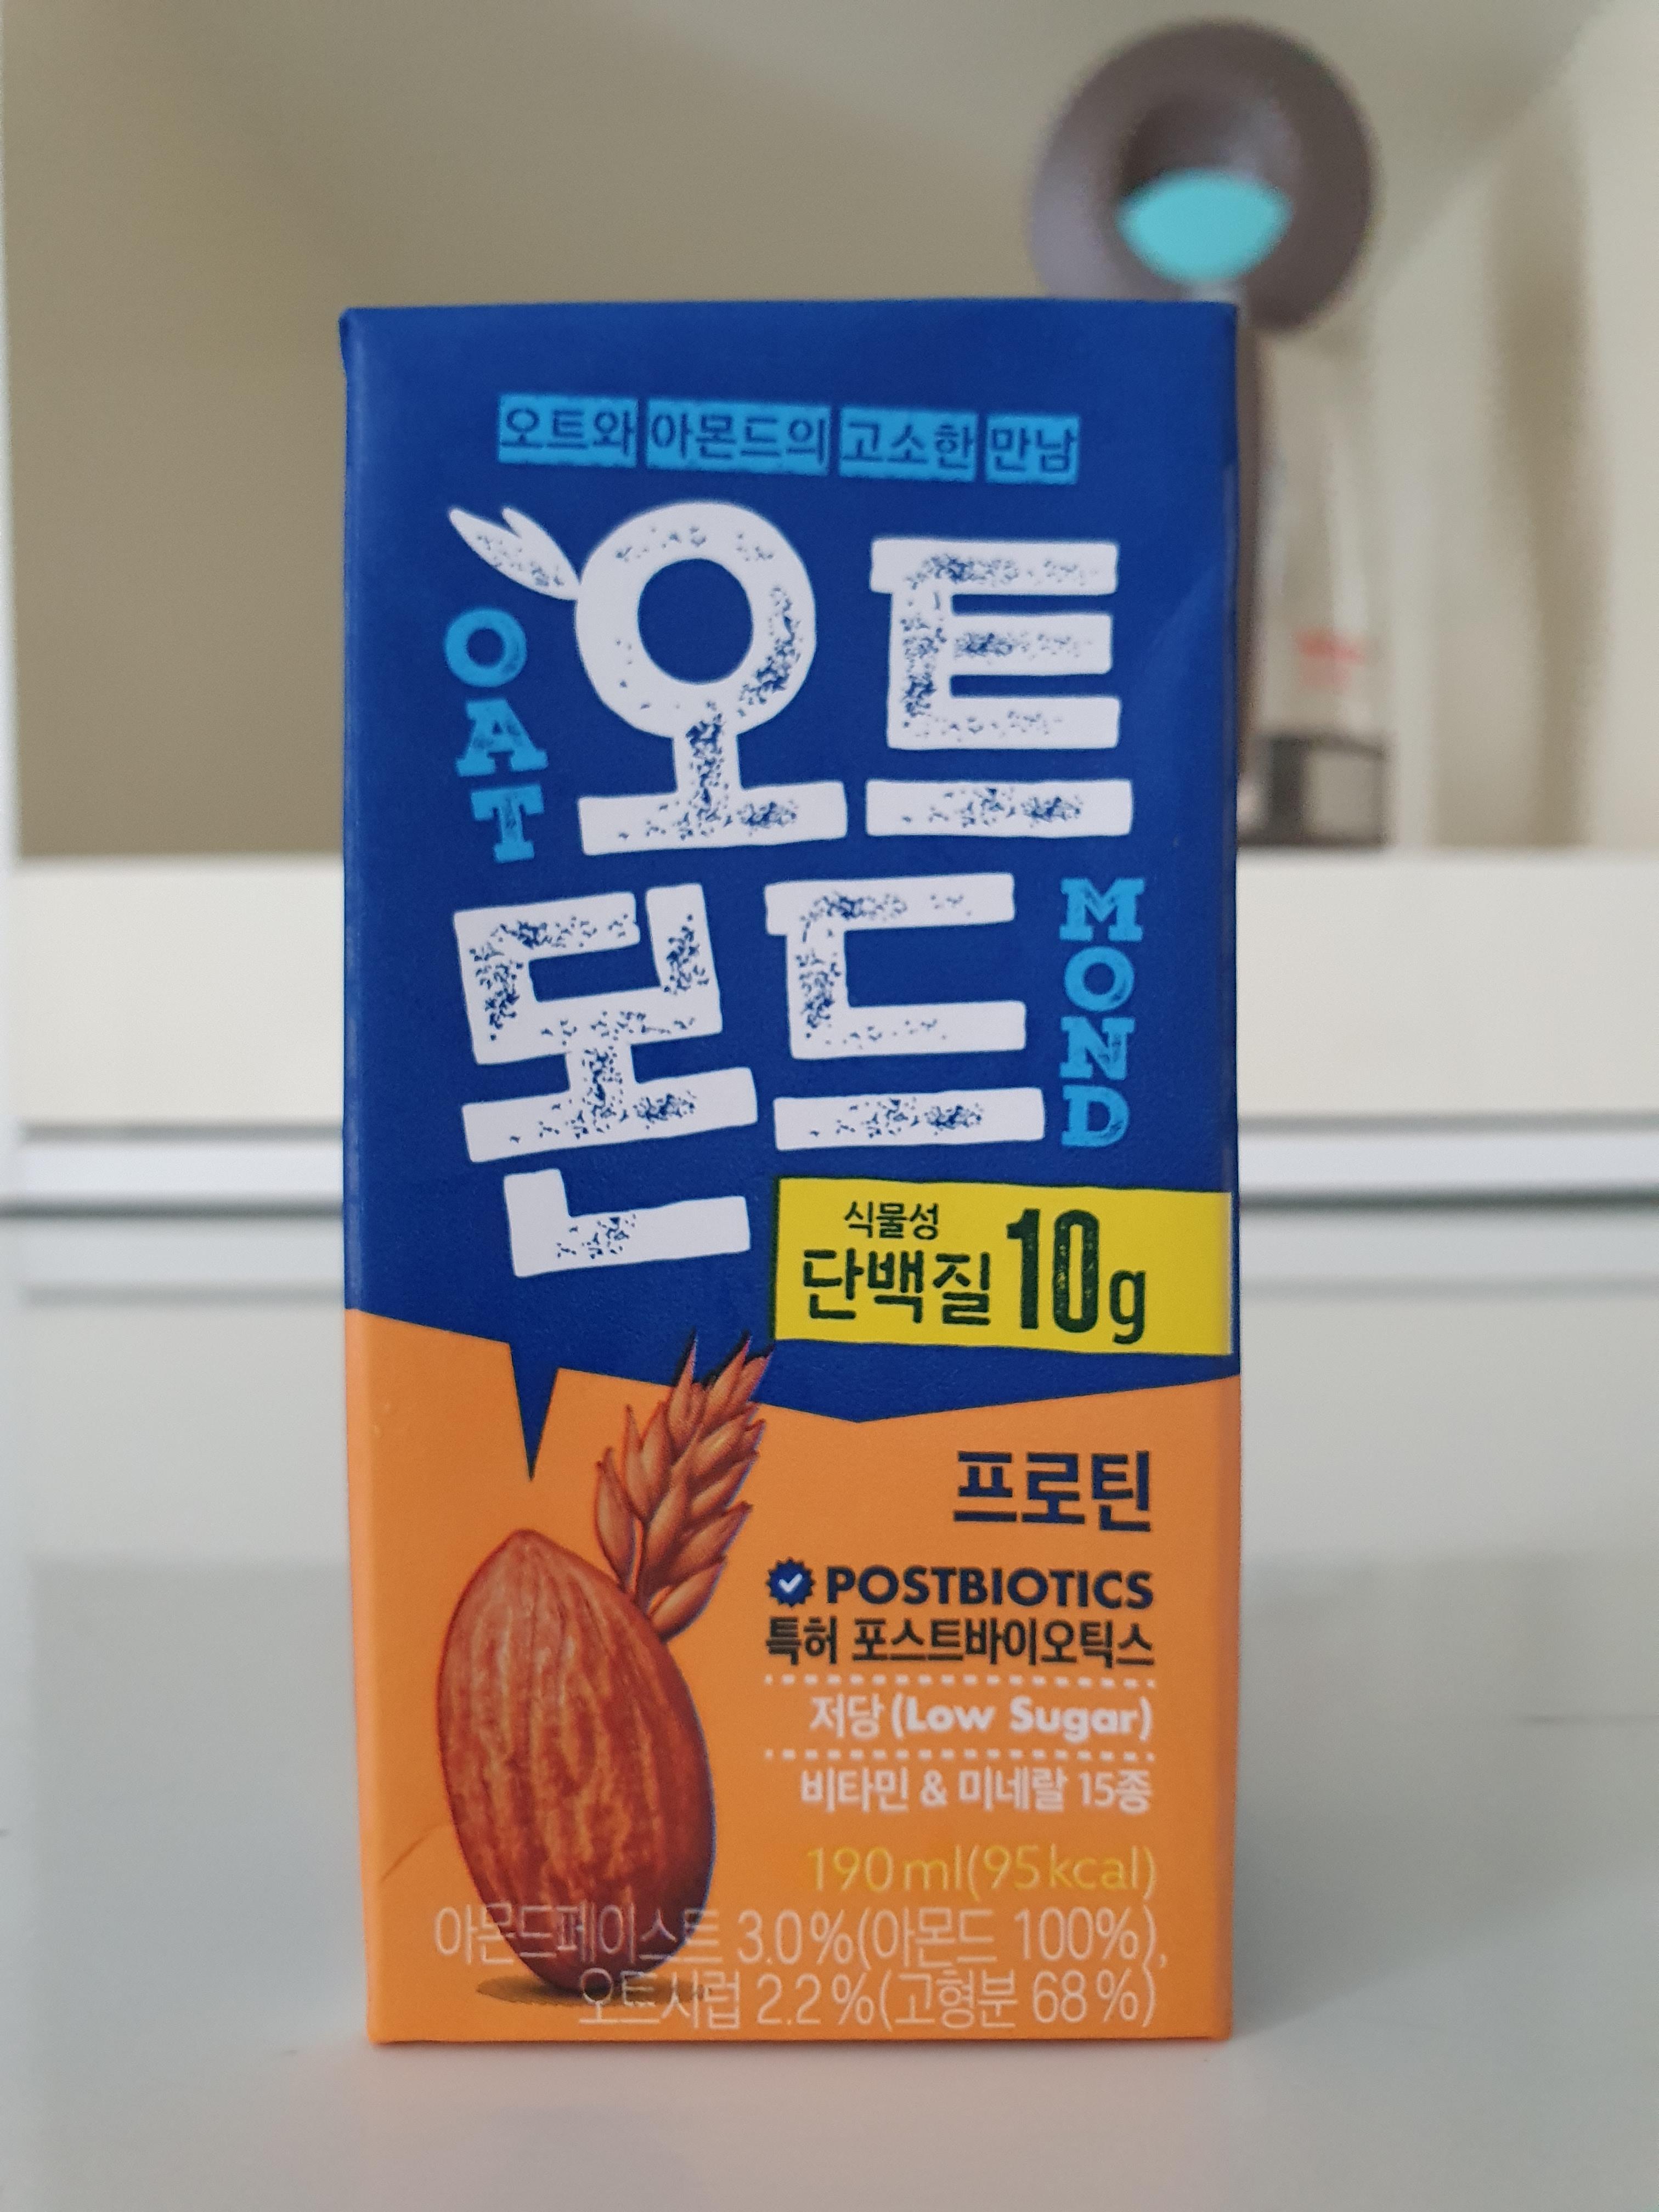 오트와 아몬드의 고소한 만남
OAT
오트
몬드
MOND
식물성
단백질 10g
프로틴
POSTBIOTICS
특허 포스트바이오틱스
저당(Low Sugar)
비타민 & 미네랄 15종
190ml(95kcal)
아몬드페이스트 3.0%(아몬드 100%),
오트시럽 2.2%(고형분 68%)